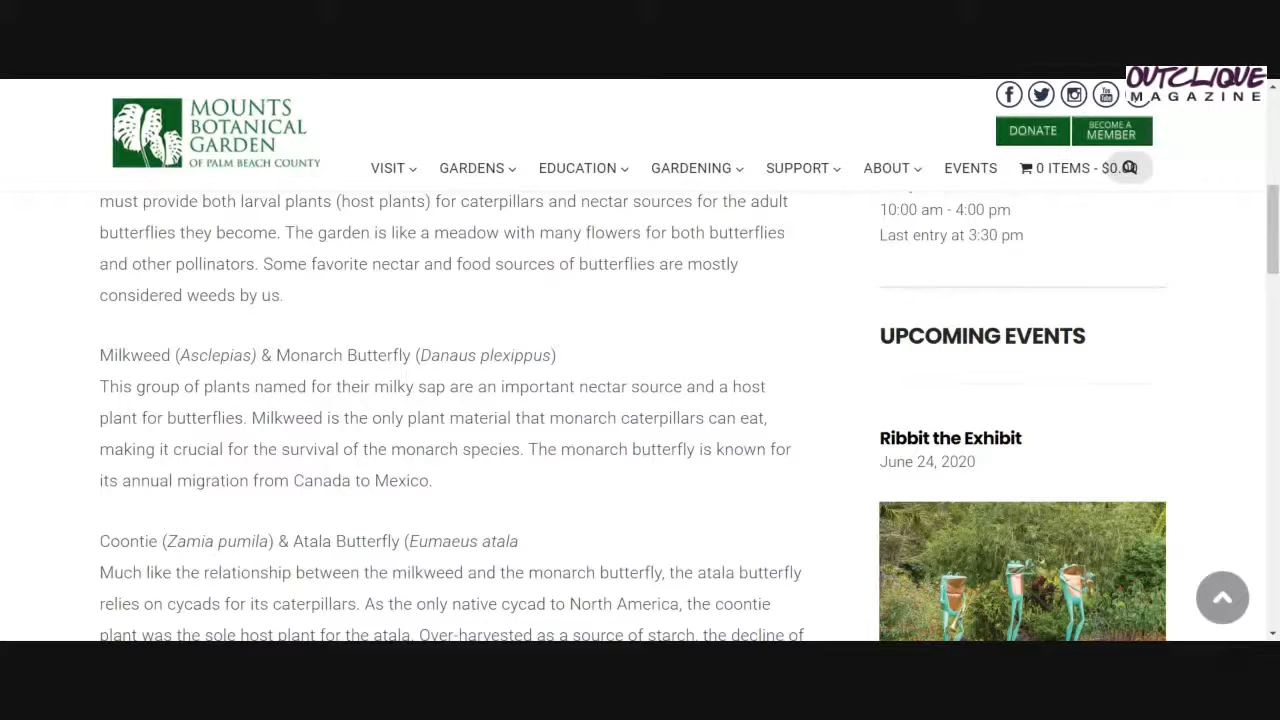 OUTCLIQUE
MAGAZINE
MOUNTS
BOTANICAL
GARDEN
OF PALM BEACH COUNTY
DONATE
BECOME A
MEMBER
VISIT
GARDENS
EDUCATION
GARDENING
SUPPORT
ABOUT
EVENTS
0 ITEMS - $0.
must provide both larval plants (host plants) for caterpillars and nectar sources for the adult
butterflies they become. The garden is like a meadow with many flowers for both butterflies
and other pollinators. Some favorite nectar and food sources of butterflies are mostly
considered weeds by us.
Milkweed (Asclepias) & Monarch Butterfly (Danaus plexippus)
This group of plants named for their milky sap are an important nectar source and a host
plant for butterflies. Milkweed is the only plant material that monarch caterpillars can eat,
making it crucial for the survival of the monarch species. The monarch butterfly is known for
its annual migration from Canada to Mexico.
Coontie (Zamia pumila) & Atala Butterfly (Eumaeus atala
Much like the relationship between the milkweed and the monarch butterfly, the atala butterfly
relies on cycads for its caterpillars. As the only native cycad to North America, the coontie
plant was the sole host plant for the atala. Over-harvested as a source of starch, the decline of
10:00 am - 4:00 pm
Last entry at 3:30 pm
UPCOMING EVENTS
Ribbit the Exhibit
June 24, 2020